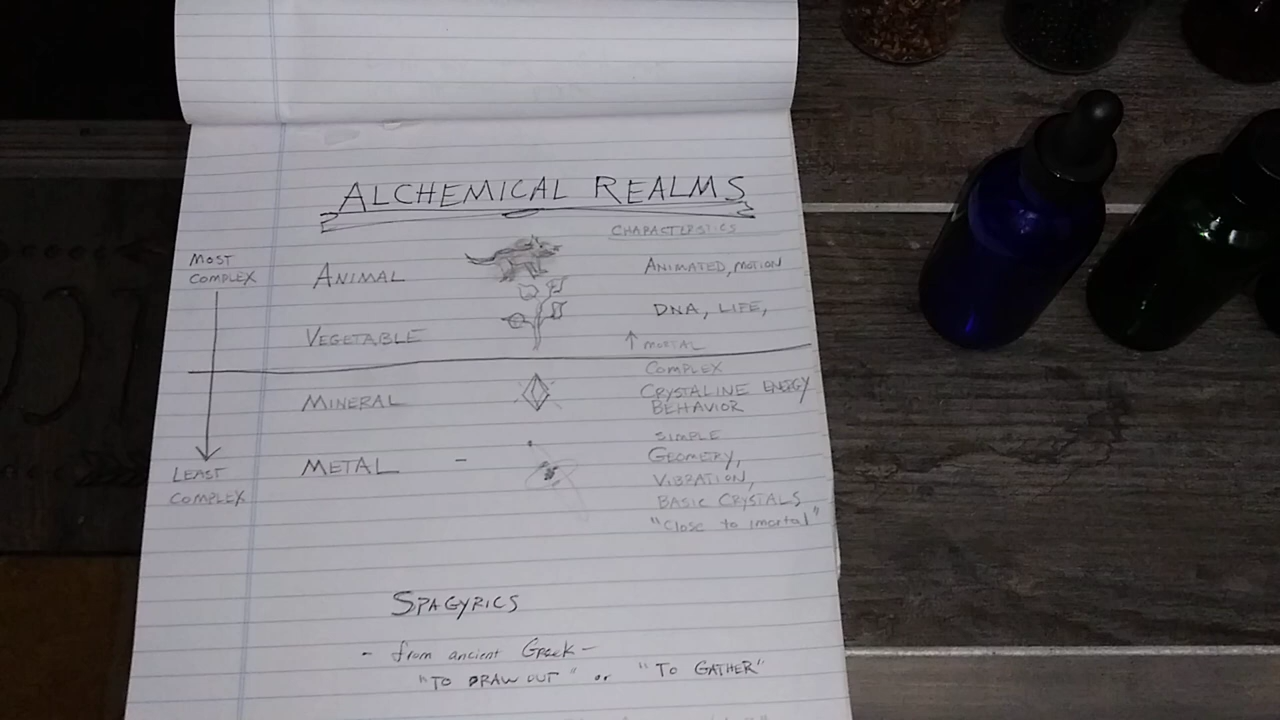 ALCHEMICAL REALMS
CHARACTERISTICS
MOST
COMPLEX
ANIMAL
ANIMATED, MOTION
DNA, LIFE,
VEGETABLE
↑ MORTAL
COMPLEX
MINERAL
CRYSTALINE ENERGY
BEHAVIOR
SIMPLE
METAL -
GEOMETRY,
LEAST
COMPLEX
VIBRATION,
BASIC CRYSTALS
"Close to imortal"
SPAGYRICS
- from ancient Greek -
"TO DRAW OUT" or "TO GATHER"